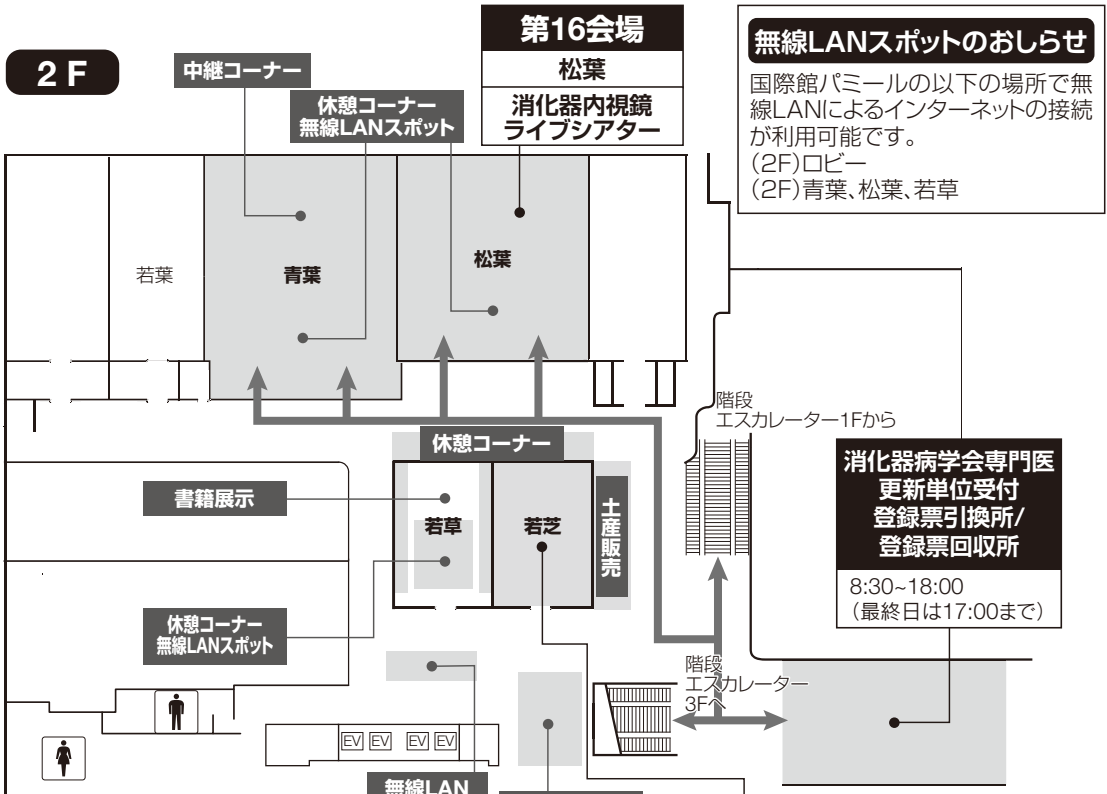 2F
中継コーナー
休憩コーナー
無線LANスポット
第16会場
松葉
消化器内視鏡
ライブシアター
無線LANスポットのおしらせ
国際館パミールの以下の場所で無
線LANによるインターネットの接続
が利用可能です。
(2F)ロビー
(2F)青葉、松葉、若草
若葉
青葉
松葉
階段
エスカレーター1Fから
休憩コーナー
書籍展示
若草
若芝
土産販売
消化器病学会専門医
更新単位受付
登録票引換所/
登録票回収所
8:30~18:00
(最終日は17:00まで)
休憩コーナー
無線LANスポット
階段
エスカレーター
3Fへ
EV EV EV EV
無線LAN